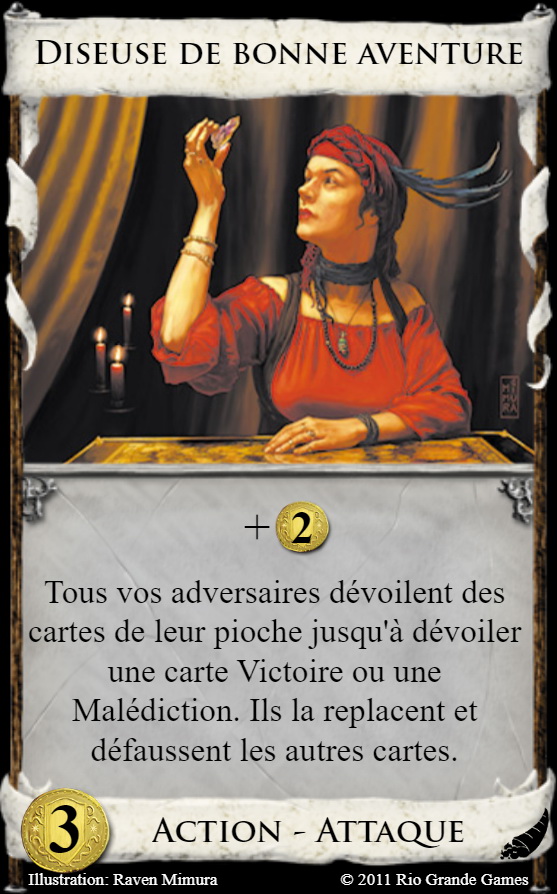 DISEUSE DE BONNE AVENTURE
MIMURA
+ 2
Tous vos adversaires dévoilent des
cartes de leur pioche jusqu'à dévoiler
une carte Victoire ou une
Malédiction. Ils la replacent et
défaussent les autres cartes.
3 ACTION - ATTAQUE
Illustration: Raven Mimura © 2011 Rio Grande Games